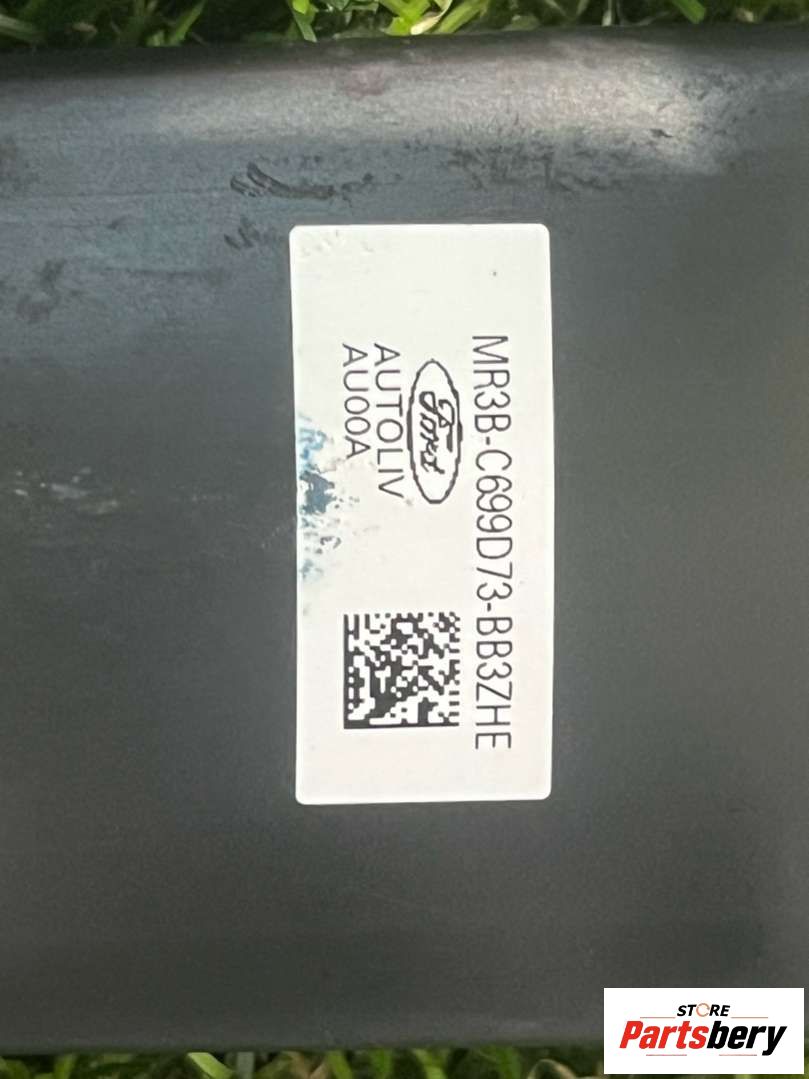 MR3B-C699D73-BB3ZHE
Ford
AUTOLIV
AU00A
STORE
Partsbery